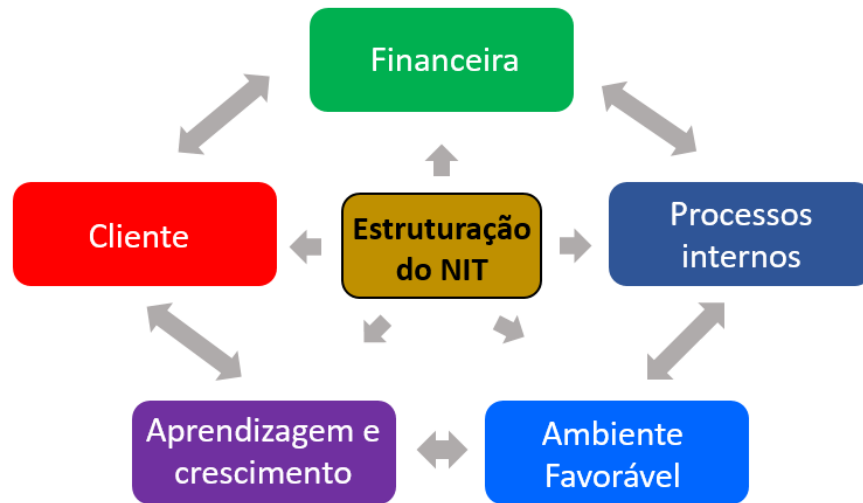 Financeira
Cliente
Estruturação
do NIT
Processos
internos
Aprendizagem e
crescimento
Ambiente
Favorável